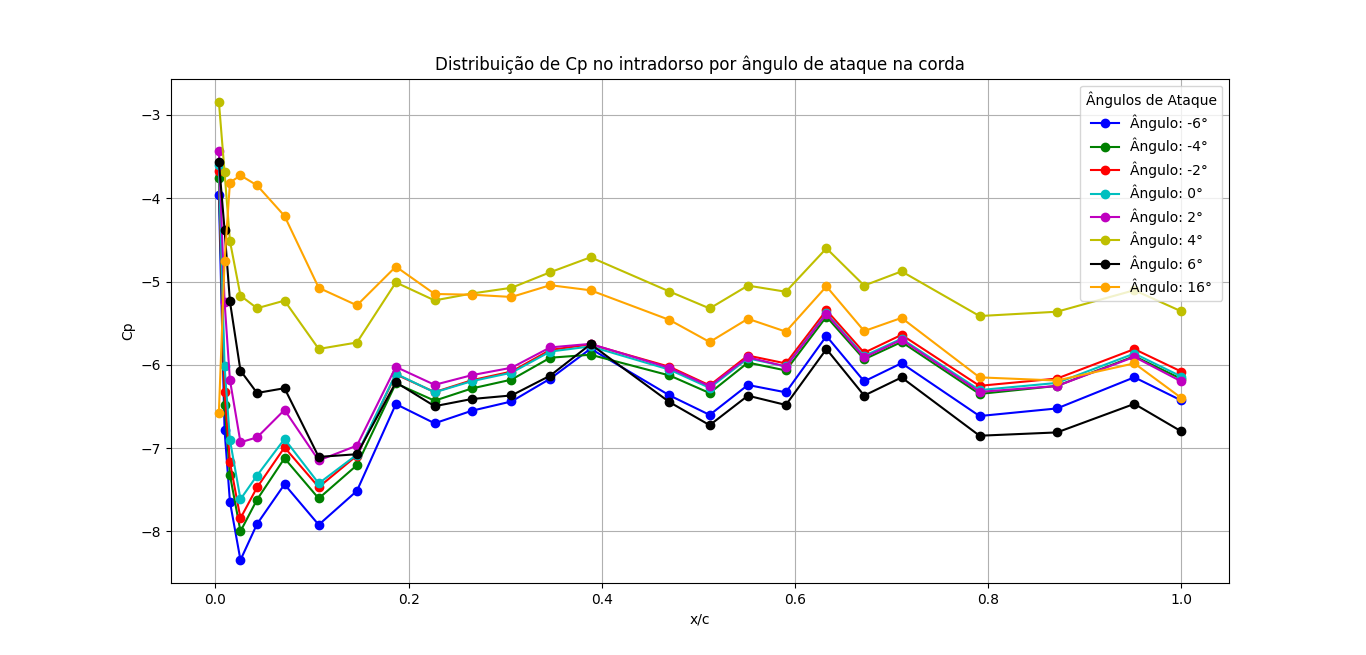 Distribuição de Cp no intradorso por ângulo de ataque na corda
Cp
−3
−4
−5
−6
−7
−8
0.0
0.2
0.4
0.6
0.8
1.0
x/c
Ângulos de Ataque
Ângulo: -6°
Ângulo: -4°
Ângulo: -2°
Ângulo: 0°
Ângulo: 2°
Ângulo: 4°
Ângulo: 6°
Ângulo: 16°